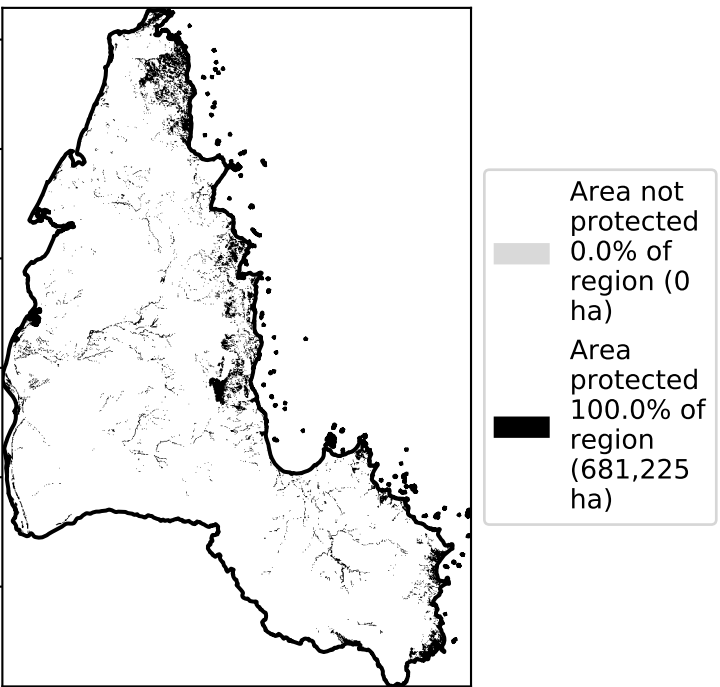 Area not
protected
0.0% of
region (0
ha)
Area
protected
100.0% of
region
(681,225
ha)